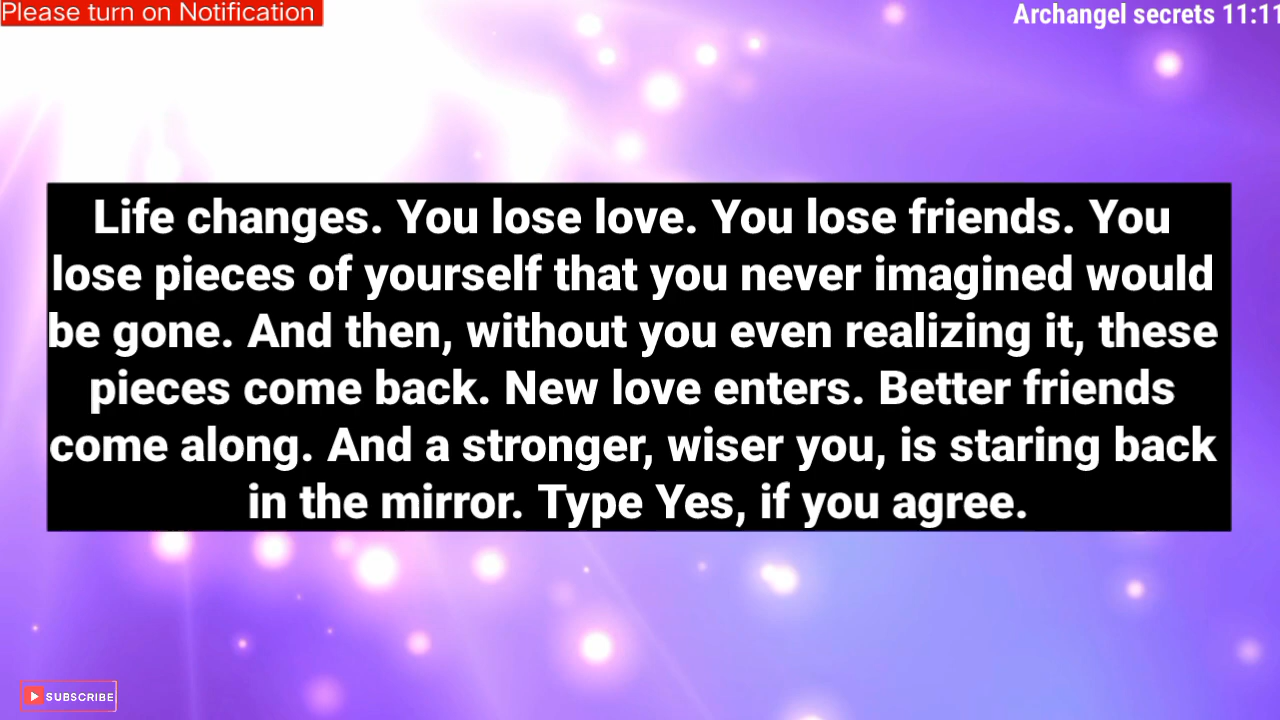 Please turn on Notification
Archangel secrets 11:11
Life changes. You lose love. You lose friends. You
lose pieces of yourself that you never imagined would
be gone. And then, without you even realizing it, these
pieces come back. New love enters. Better friends
come along. And a stronger, wiser you, is staring back
in the mirror. Type Yes, if you agree.
SUBSCRIBE